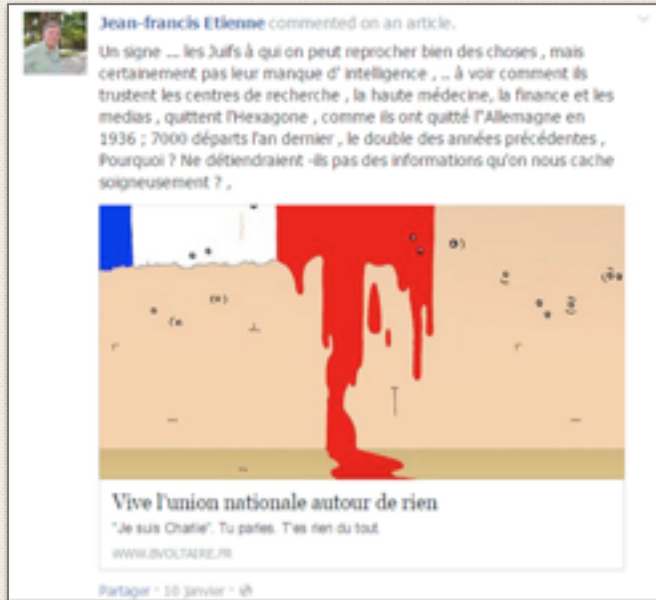 Jean-francis Etienne commented on an article.
Un signe ... les Juifs à qui on peut reprocher bien des choses , mais
certainement pas leur manque d' intelligence , .. à voir comment ils
trustent les centres de recherche , la haute médecine, la finance et les
medias , quittent l'Hexagone , comme ils ont quitté l'Allemagne en
1936 ; 7000 départs l'an dernier , le double des années précédentes ,
Pourquoi ? Ne détiendraient -ils pas des informations qu'on nous cache
soigneusement ? ,
Vive l'union nationale autour de rien
"Je suis Charlie". Tu parles. T'es rien du tout.
WWW.BVOLTAIRE.FR
Partager · 10 janvier ·